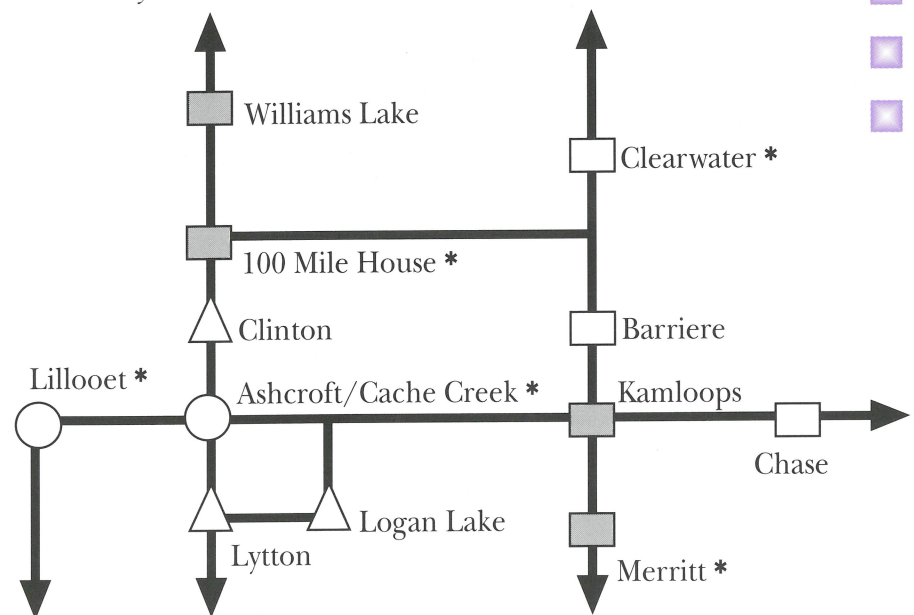 Williams Lake
Clearwater *
100 Mile House *
Clinton
Barriere
Lillooet *
Ashcroft/Cache Creek *
Kamloops
Chase
Logan Lake
Lytton
Merritt *